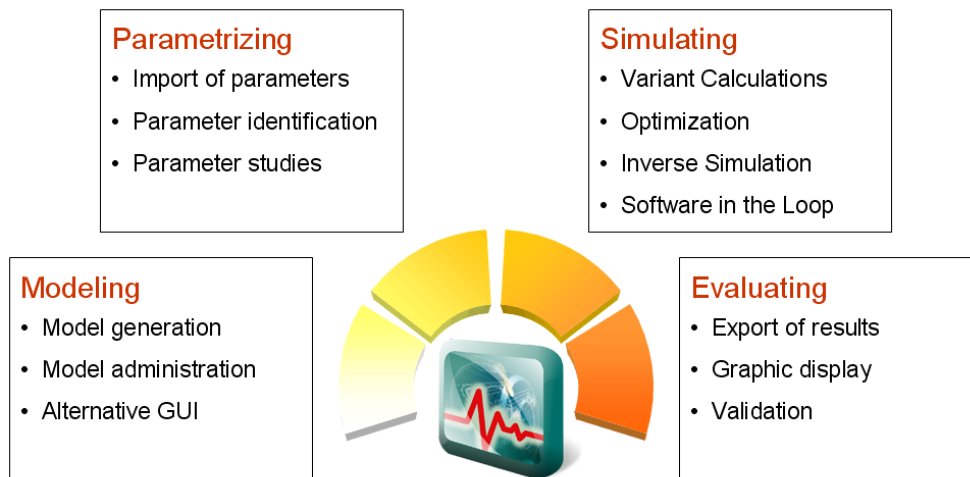 Parametrizing
• Import of parameters
• Parameter identification
• Parameter studies
Simulating
• Variant Calculations
• Optimization
• Inverse Simulation
• Software in the Loop
Modeling
• Model generation
• Model administration
• Alternative GUI
Evaluating
• Export of results
• Graphic display
• Validation